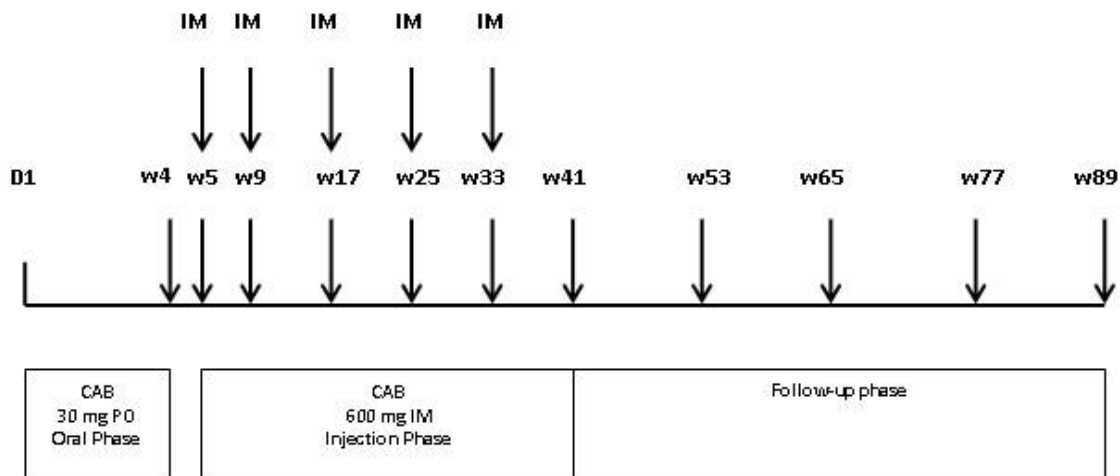 IM IM IM IM IM
D1 w4 w5 w9 w17 w25 w33 w41 w53 w65 w77 w89
CAB
30 mg PO
Oral Phase
CAB
600 mg IM
Injection Phase
Follow-up phase